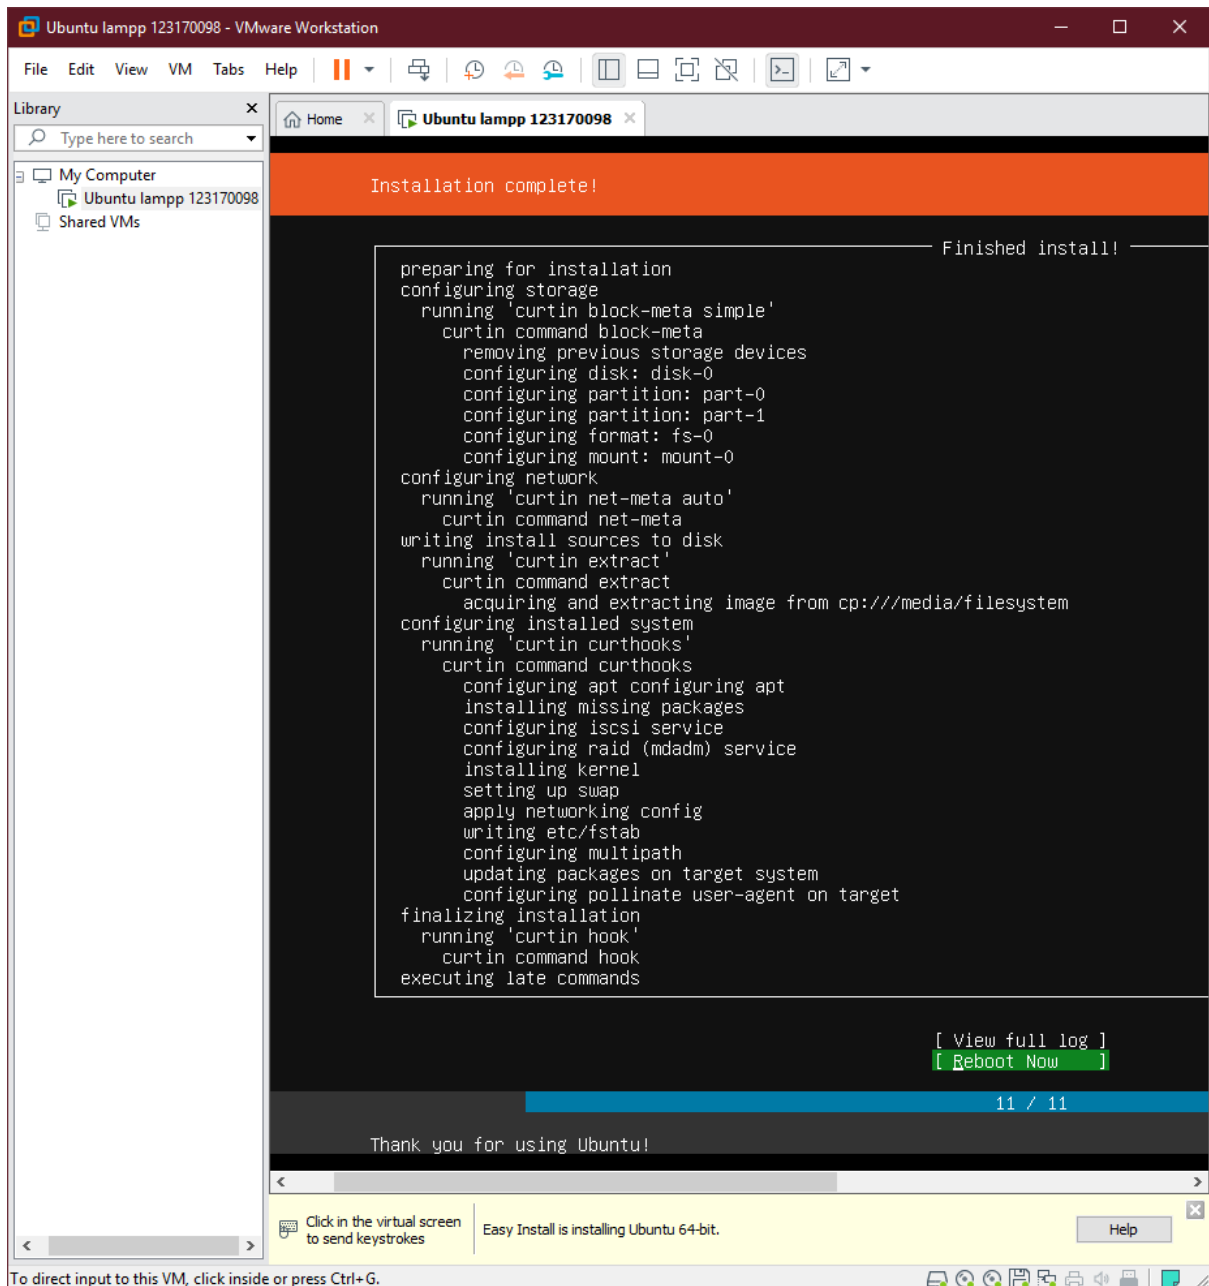 Ubuntu lampp 123170098 - VMware Workstation
File Edit View VM Tabs Help
Library
Type here to search
My Computer
Ubuntu lampp 123170098
Shared VMs
Home
Ubuntu lampp 123170098
Installation complete!
Finished install!
preparing for installation
configuring storage
running 'curtin block-meta simple'
curtin command block-meta
removing previous storage devices
configuring disk: disk-0
configuring partition: part-0
configuring partition: part-1
configuring format: fs-0
configuring mount: mount-0
configuring network
running 'curtin net-meta auto'
curtin command net-meta
writing install sources to disk
running 'curtin extract'
curtin command extract
acquiring and extracting image from cp:///media/filesystem
configuring installed system
running 'curtin curthooks'
curtin command curthooks
configuring apt configuring apt
installing missing packages
configuring iscsi service
configuring raid (mdadm) service
installing kernel
setting up swap
apply networking config
writing etc/fstab
configuring multipath
updating packages on target system
configuring pollinate user-agent on target
finalizing installation
running 'curtin hook'
curtin command hook
executing late commands
[ View full log ]
[ Reboot Now ]
11 / 11
Thank you for using Ubuntu!
Click in the virtual screen
to send keystrokes
Easy Install is installing Ubuntu 64-bit.
Help
To direct input to this VM, click inside or press Ctrl+G.